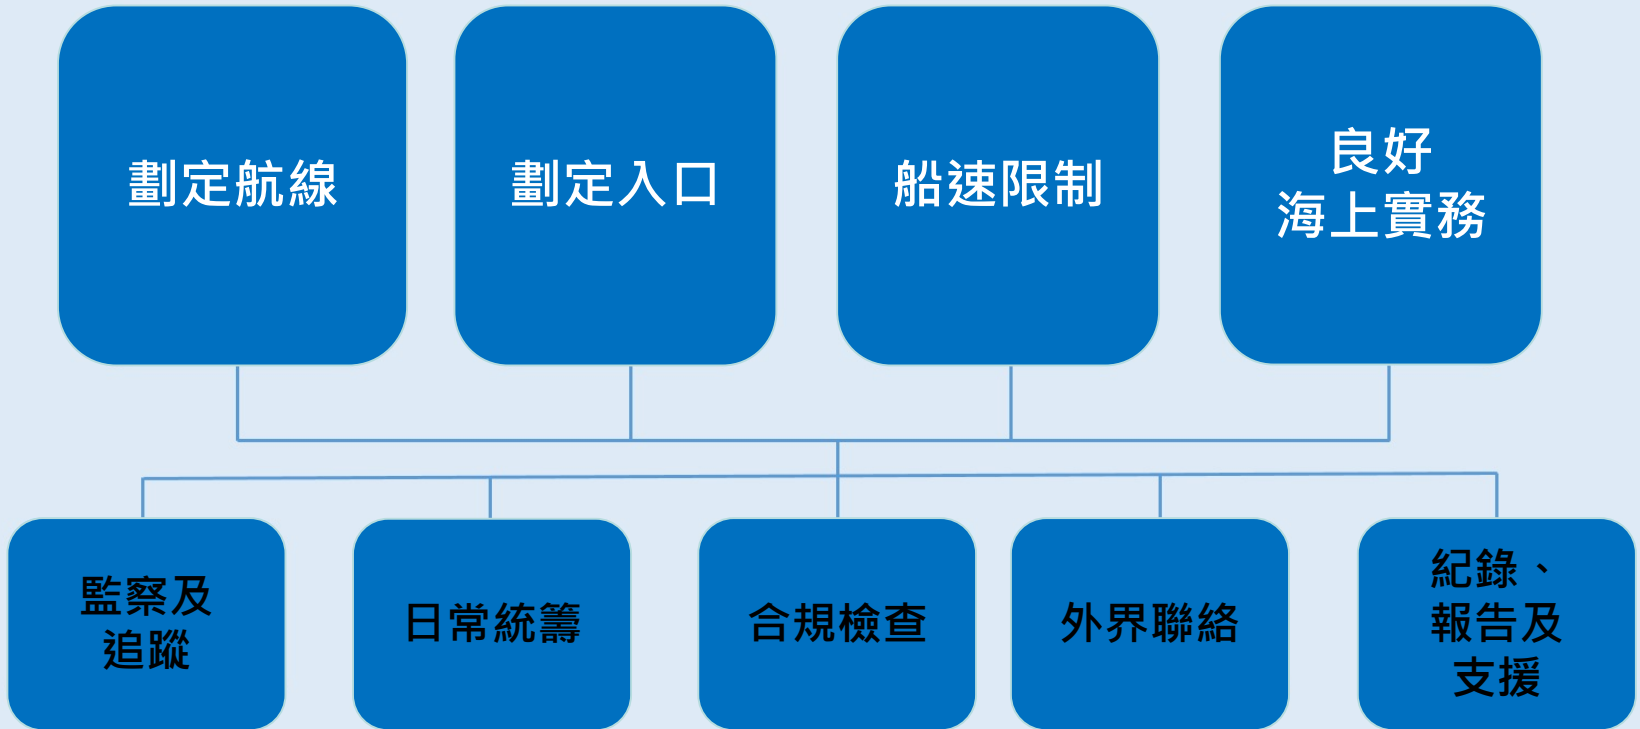 劃定航線
劃定入口
船速限制
良好
海上實務
監察及
追蹤
日常統籌
合規檢查
外界聯絡
紀錄、
報告及
支援